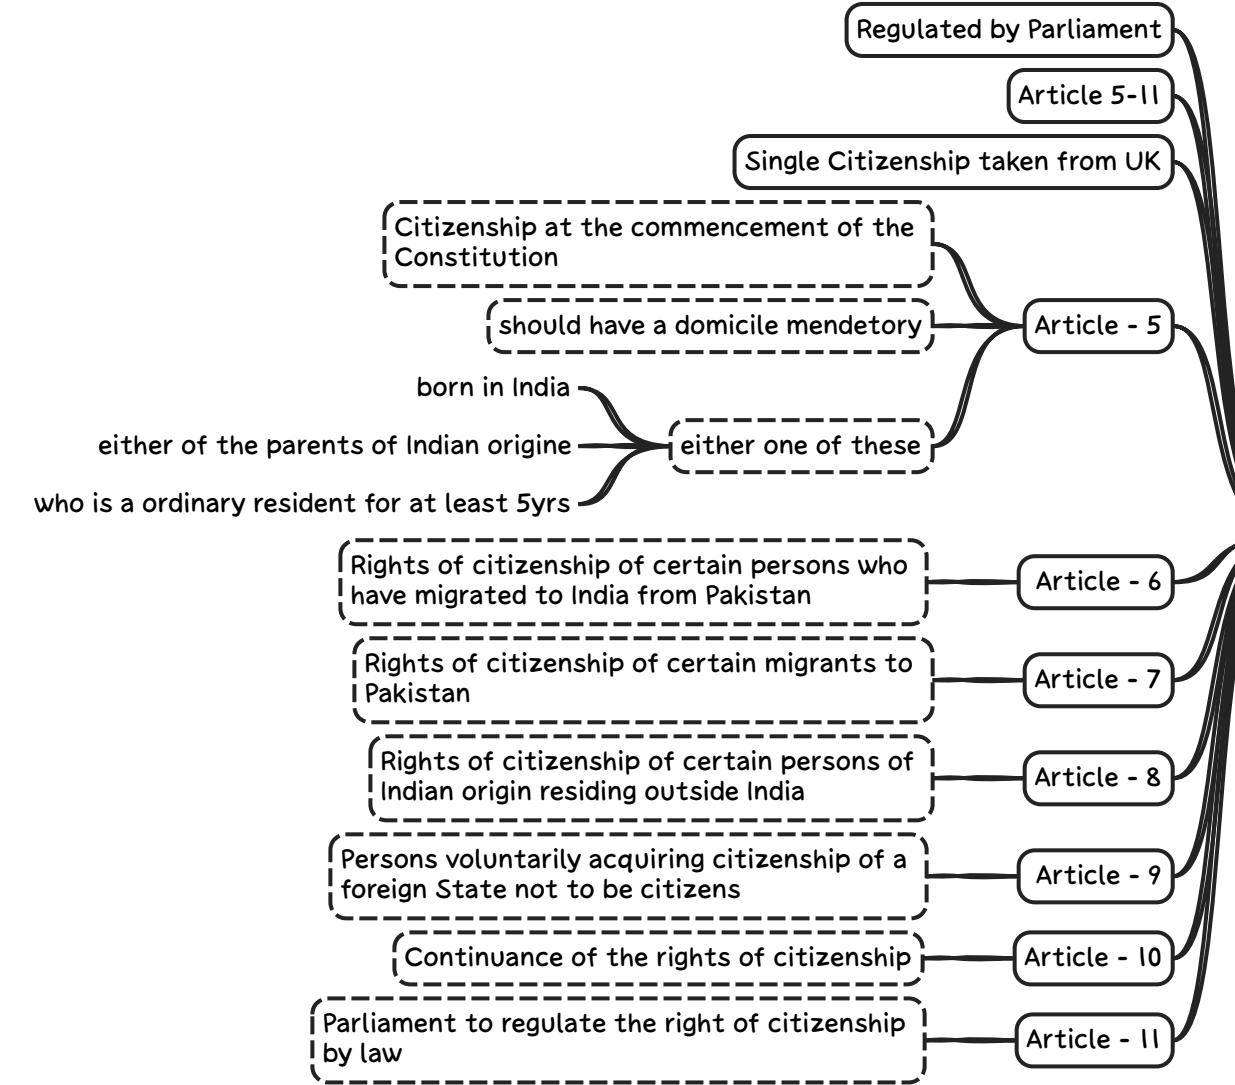 Regulated by Parliament
Article 5-11
Single Citizenship taken from UK
Citizenship at the commencement of the
Constitution
should have a domicile mendetory
Article - 5
born in India
either of the parents of Indian origine
either one of these
who is a ordinary resident for at least 5yrs
Rights of citizenship of certain persons who
have migrated to India from Pakistan
Article - 6
Rights of citizenship of certain migrants to
Pakistan
Article - 7
Rights of citizenship of certain persons of
Indian origin residing outside India
Article - 8
Persons voluntarily acquiring citizenship of a
foreign State not to be citizens
Article - 9
Continuance of the rights of citizenship
Article - 10
Parliament to regulate the right of citizenship
by law
Article - 11